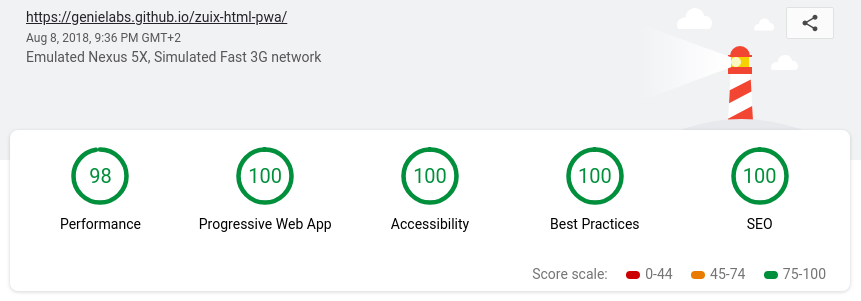 https://genielabs.github.io/zuix-html-pwa/
Aug 8, 2018, 9:36 PM GMT+2
Emulated Nexus 5X, Simulated Fast 3G network
98 100 100 100 100
Performance Progressive Web App Accessibility Best Practices SEO
Score scale: 0-44 45-74 75-100